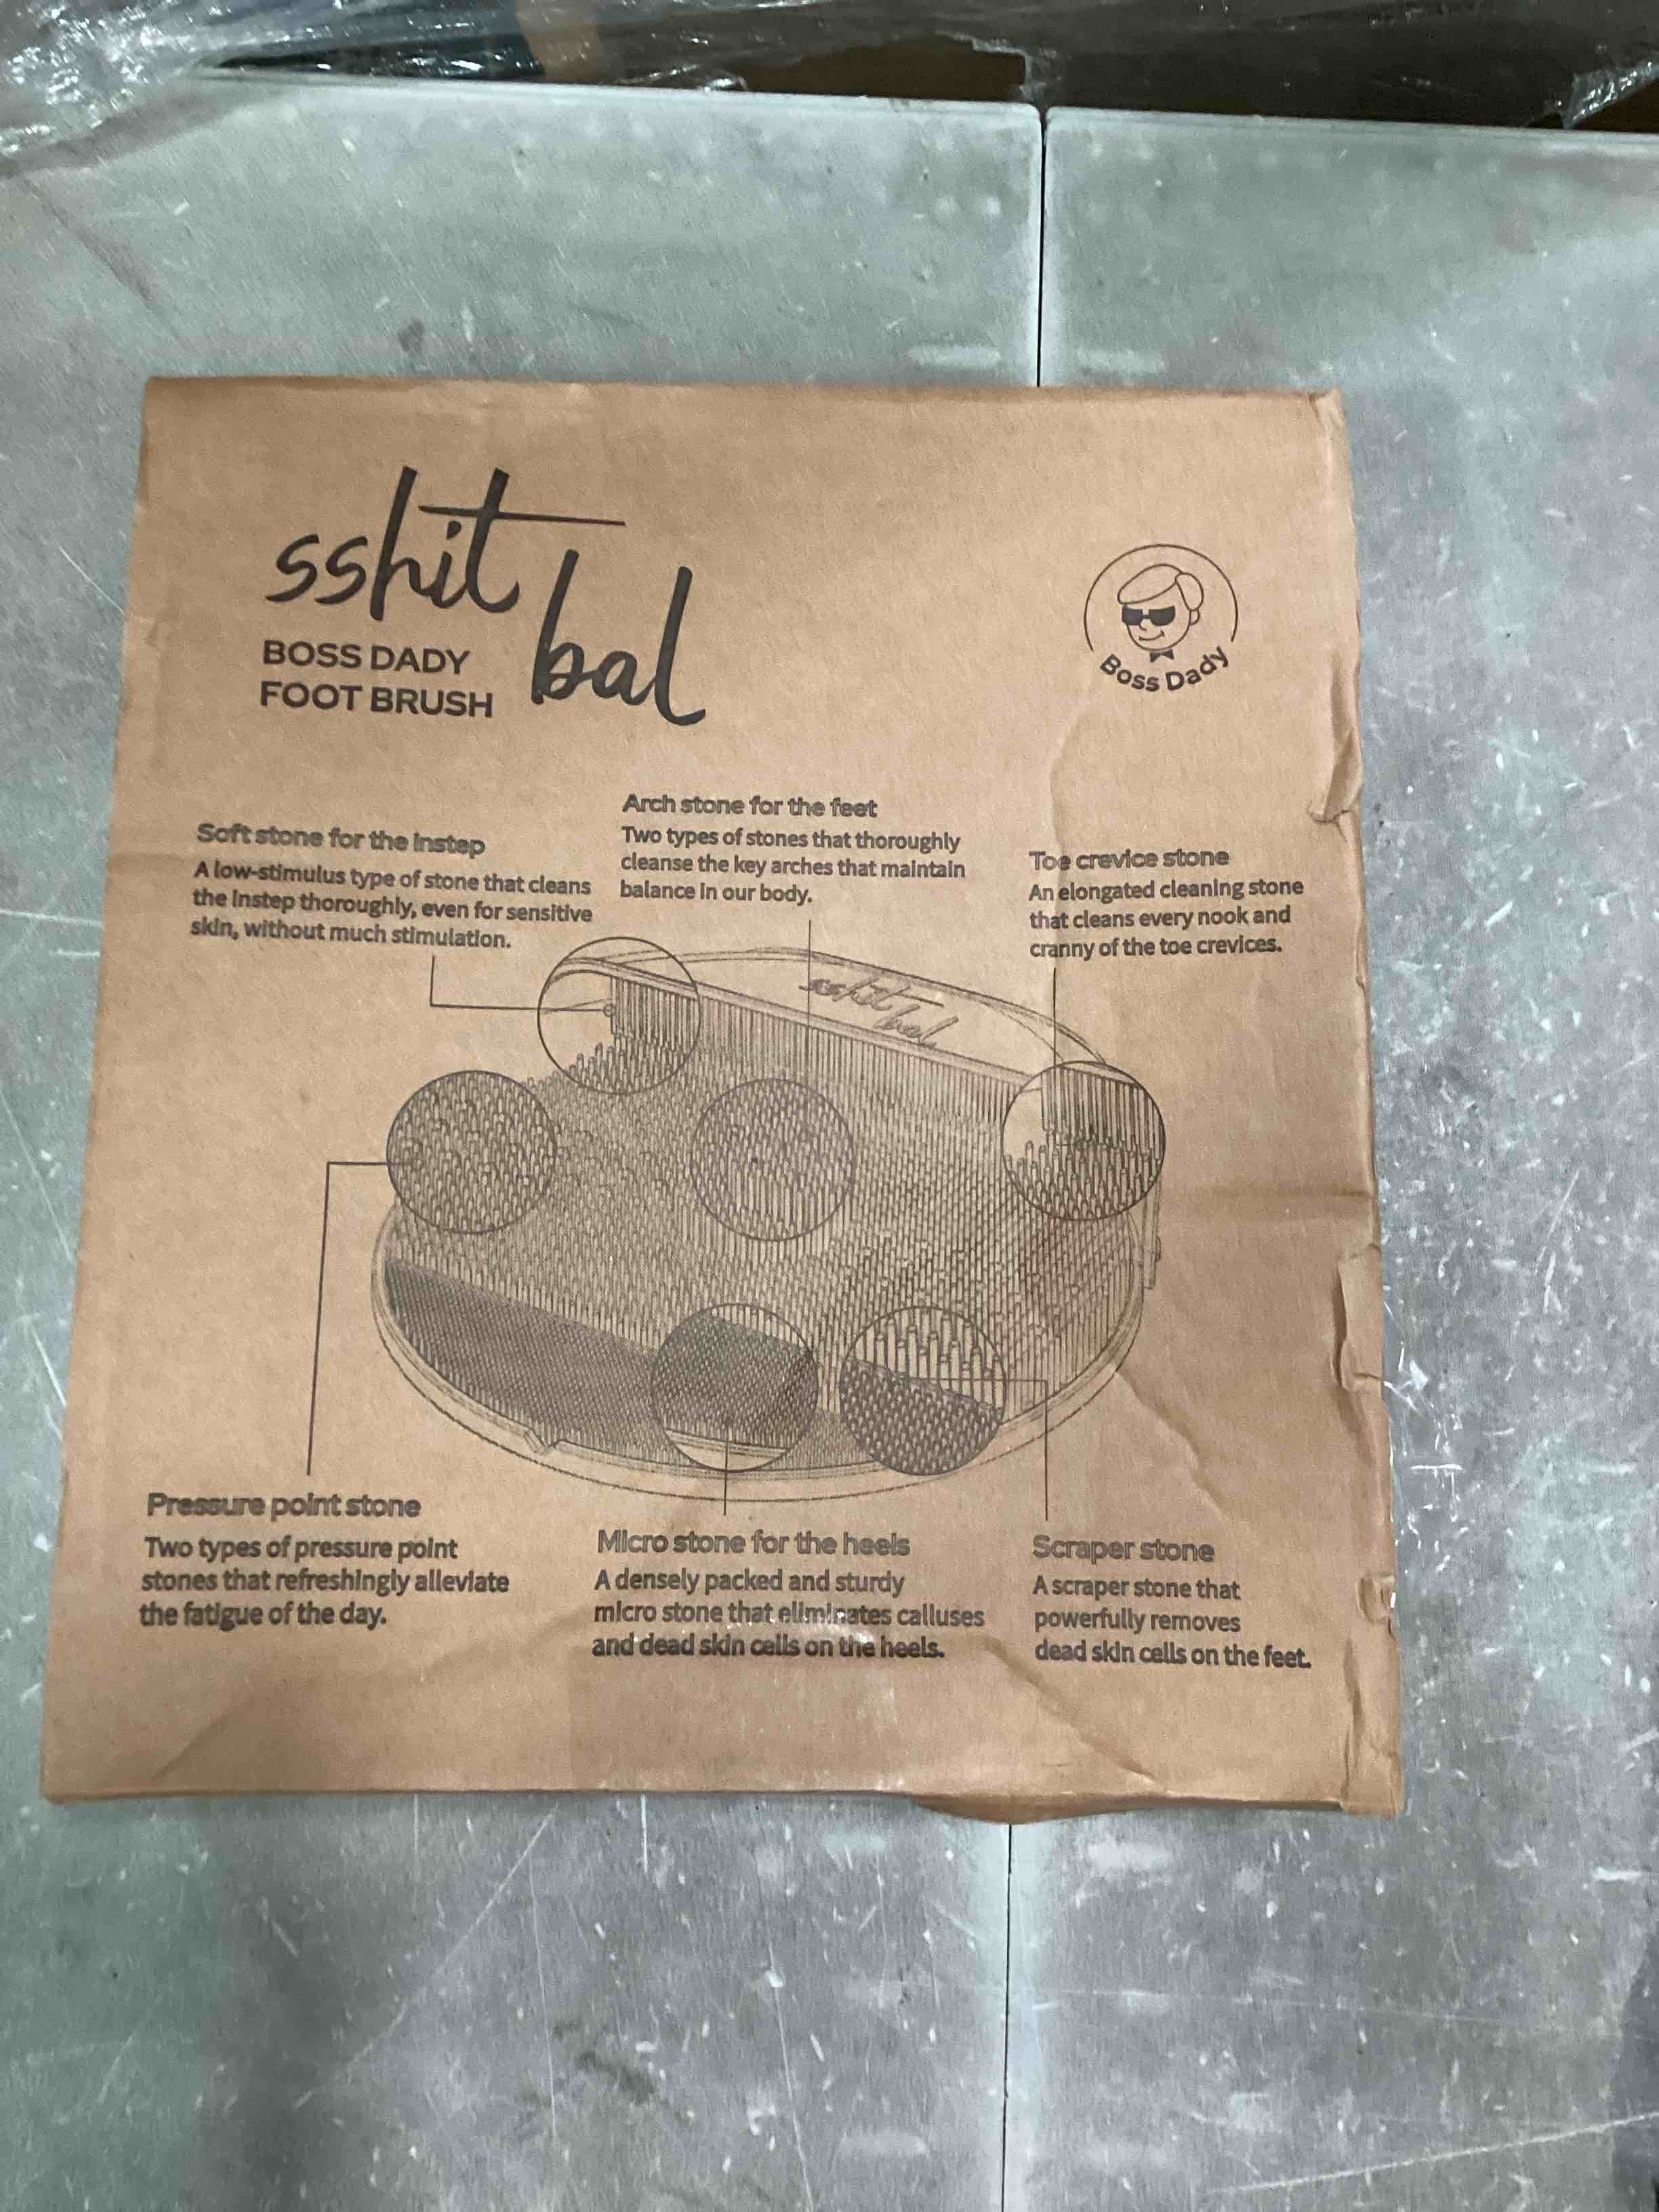 sshit
bal
BOSS DADY
FOOT BRUSH
Boss Dady
Soft stone for the instep
A low-stimulus type of stone that cleans
the instep thoroughly, even for sensitive
skin, without much stimulation.
Arch stone for the feet
Two types of stones that thoroughly
cleanse the key arches that maintain
balance in our body.
Toe crevice stone
An elongated cleaning stone
that cleans every nook and
cranny of the toe crevices.
sshit
bal
Pressure point stone
Two types of pressure point
stones that refreshingly alleviate
the fatigue of the day.
Micro stone for the heels
A densely packed and sturdy
micro stone that eliminates calluses
and dead skin cells on the heels.
Scraper stone
A scraper stone that
powerfully removes
dead skin cells on the feet.